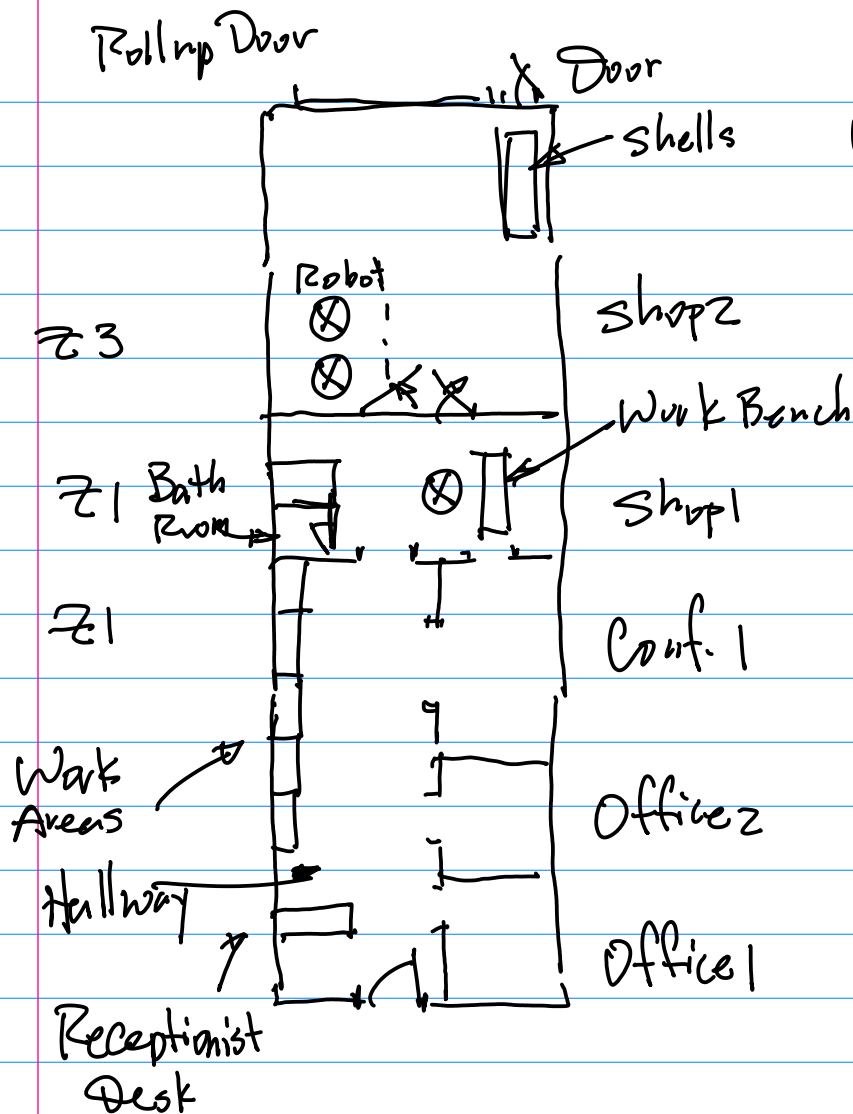 Rollup Door
Door
Shells
Robot
Z3
Shop2
Work Bench
Z1
Bath
Room
Shop1
Z1
Conf. 1
Work
Areas
Office2
Hallway
Office1
Receptionist
Desk